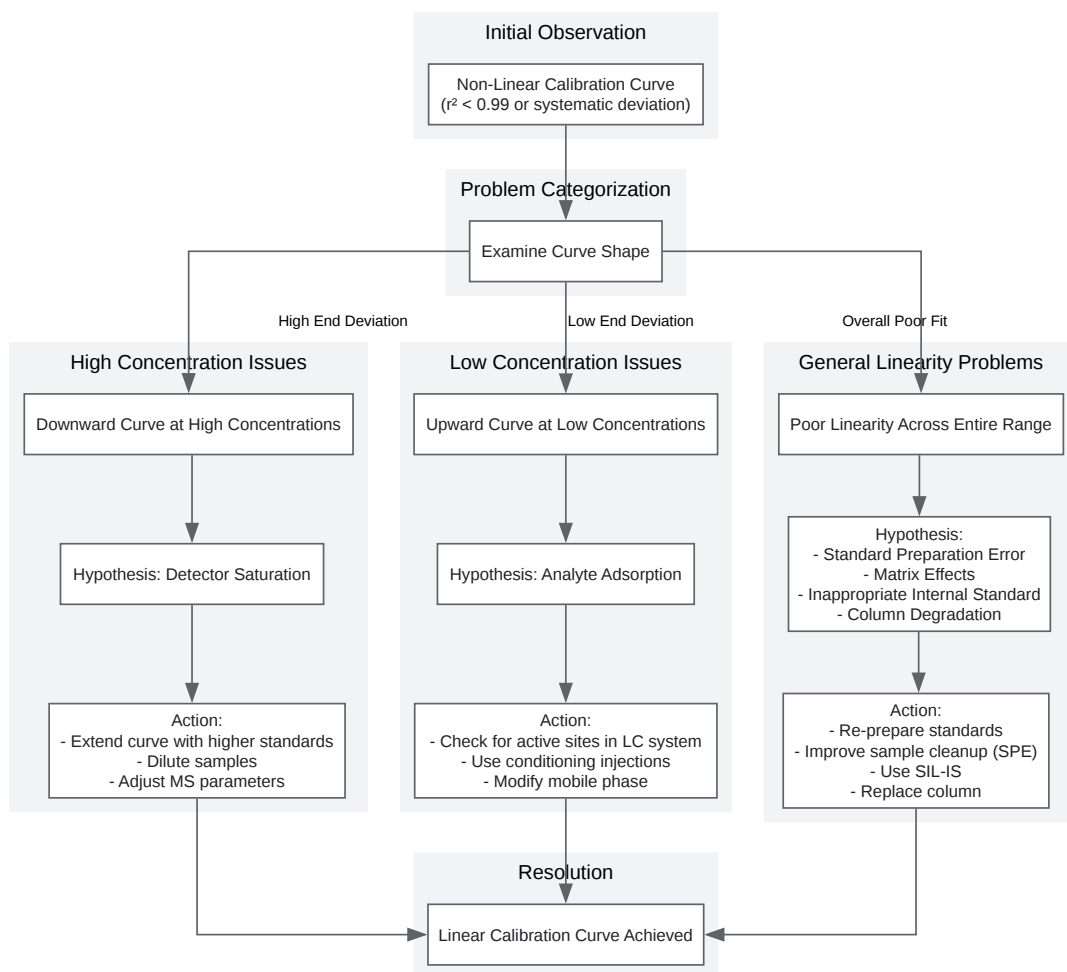 Initial Observation
Non-Linear Calibration Curve
(r² < 0.99 or systematic deviation)
Problem Categorization
Examine Curve Shape
High End Deviation
Low End Deviation
Overall Poor Fit
High Concentration Issues
Low Concentration Issues
General Linearity Problems
Downward Curve at High Concentrations
Upward Curve at Low Concentrations
Poor Linearity Across Entire Range
Hypothesis: Detector Saturation
Hypothesis: Analyte Adsorption
Hypothesis:
- Standard Preparation Error
- Matrix Effects
- Inappropriate Internal Standard
- Column Degradation
Action:
- Extend curve with higher standards
- Dilute samples
- Adjust MS parameters
Action:
- Check for active sites in LC system
- Use conditioning injections
- Modify mobile phase
Action:
- Re-prepare standards
- Improve sample cleanup (SPE)
- Use SIL-IS
- Replace column
Resolution
Linear Calibration Curve Achieved